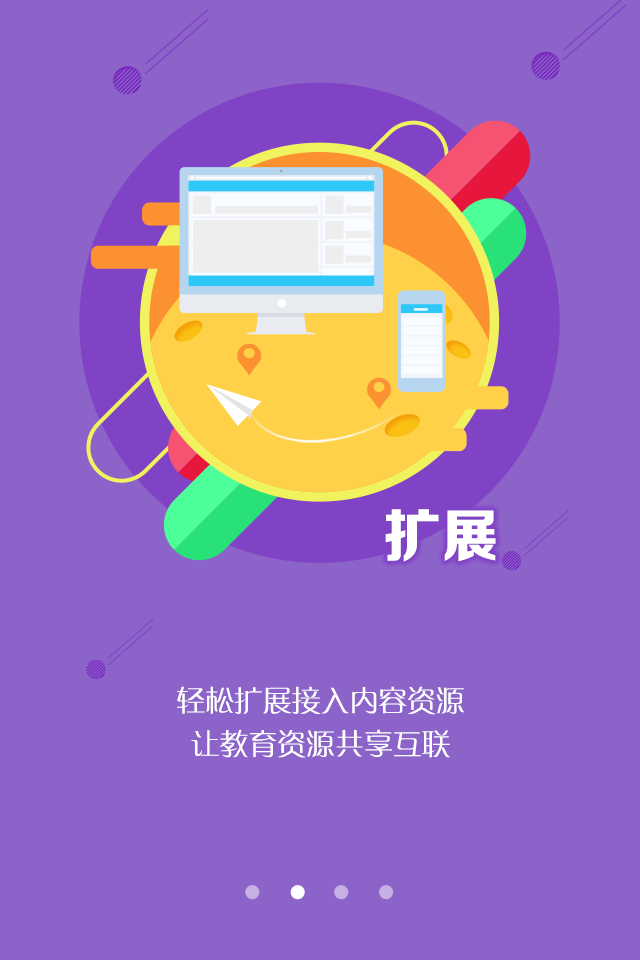 扩展
轻松扩展接入内容资源
让教育资源共享互联